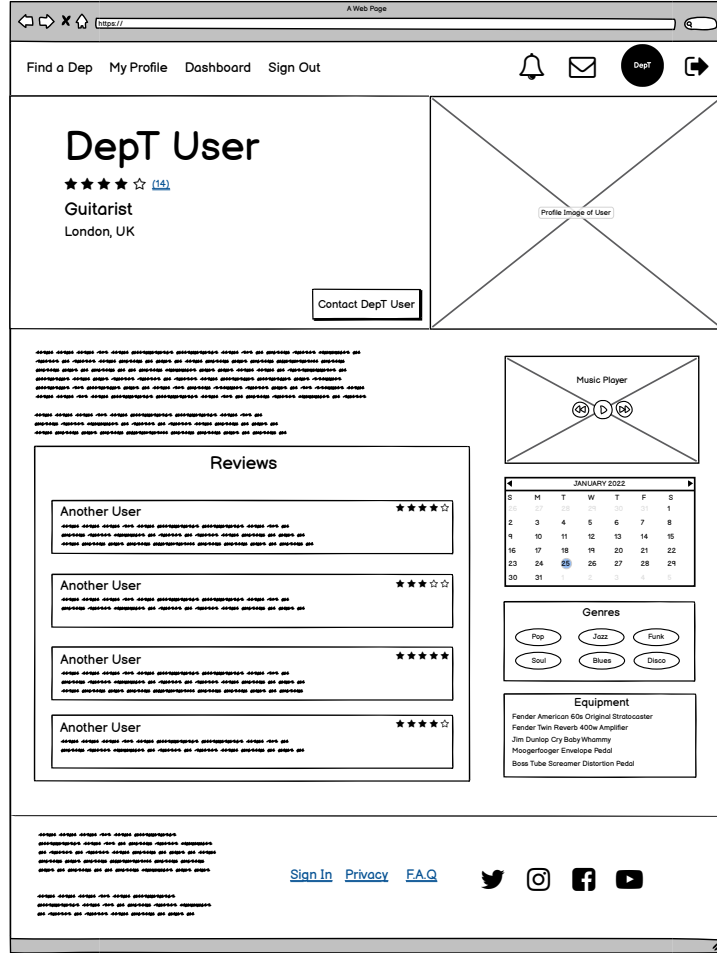 A Web Page
https://
Find a Dep My Profile Dashboard Sign Out
DepT
DepT User
(14)
Guitarist
London, UK
Contact DepT User
Profile Image of User
Music Player
Reviews
Another User
Another User
Another User
Another User
JANUARY 2022
S M T W T F S
26 27 28 29 30 31 1
2 3 4 5 6 7 8
9 10 11 12 13 14 15
16 17 18 19 20 21 22
23 24 25 26 27 28 29
30 31 1 2 3 4 5
Genres
Pop Jazz Funk
Soul Blues Disco
Equipment
Fender American 60s Original Stratocaster
Fender Twin Reverb 400w Amplifier
Jim Dunlop Cry Baby Whammy
Moogerfooger Envelope Pedal
Boss Tube Screamer Distortion Pedal
Sign In Privacy F.A.Q